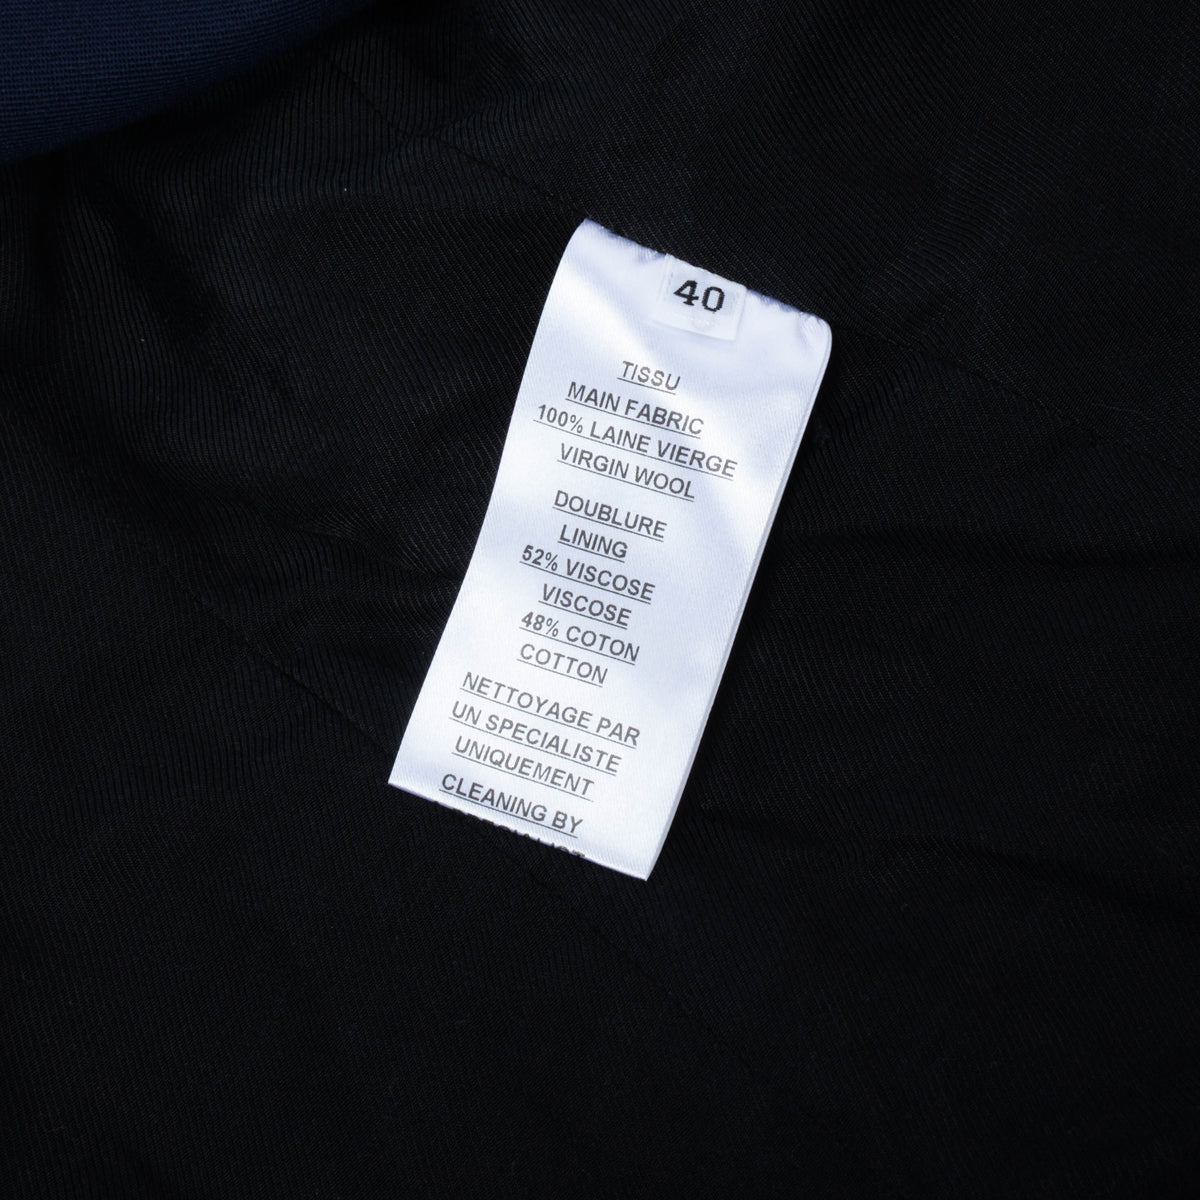 40
TISSU
MAIN FABRIC
100% LAINE VIERGE
VIRGIN WOOL
DOUBLURE
LINING
52% VISCOSE
VISCOSE
48% COTON
COTTON
NETTOYAGE PAR
UN SPECIALISTE
UNIQUEMENT
CLEANING BY